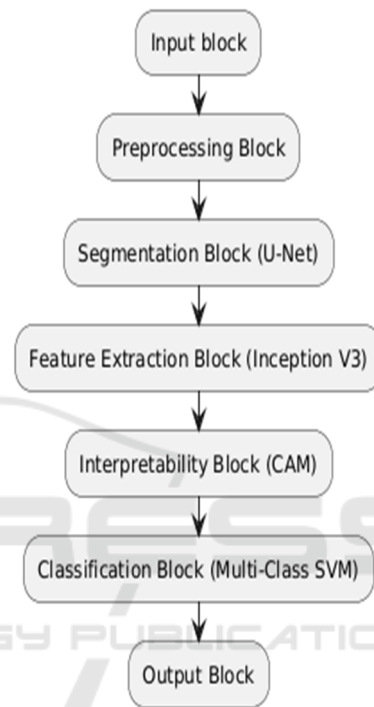 Input block
Preprocessing Block
Segmentation Block (U-Net)
Feature Extraction Block (Inception V3)
Interpretability Block (CAM)
Classification Block (Multi-Class SVM)
Output Block